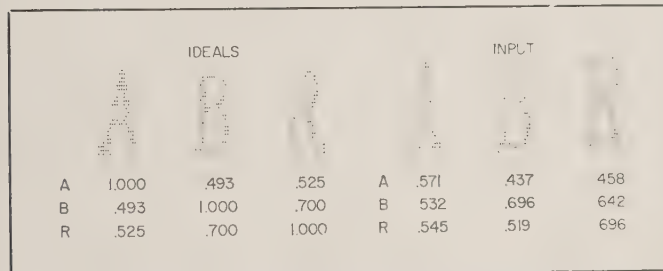 IDEALS INPUT
A 1.000 .493 .525 A .571 .437 458
B .493 1.000 .700 B 532 .696 642
R .525 .700 1.000 R .545 .519 696